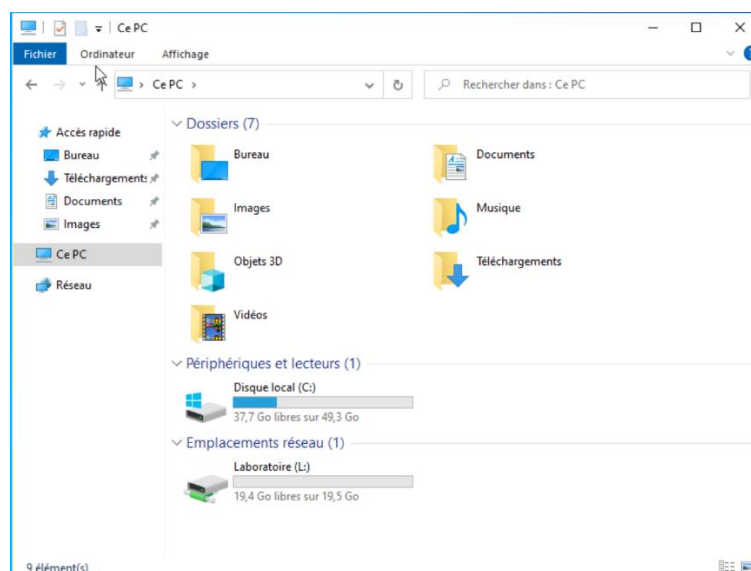 Ce PC
Fichier Ordinateur Affichage
Ce PC Rechercher dans : Ce PC
Accès rapide
Bureau
Téléchargements
Documents
Images
Ce PC
Réseau
Dossiers (7)
Bureau Documents
Images Musique
Objets 3D Téléchargements
Vidéos
Périphériques et lecteurs (1)
Disque local (C:)
37,7 Go libres sur 49,3 Go
Emplacements réseau (1)
Laboratoire (L:)
19,4 Go libres sur 19,5 Go
9 élément(s)